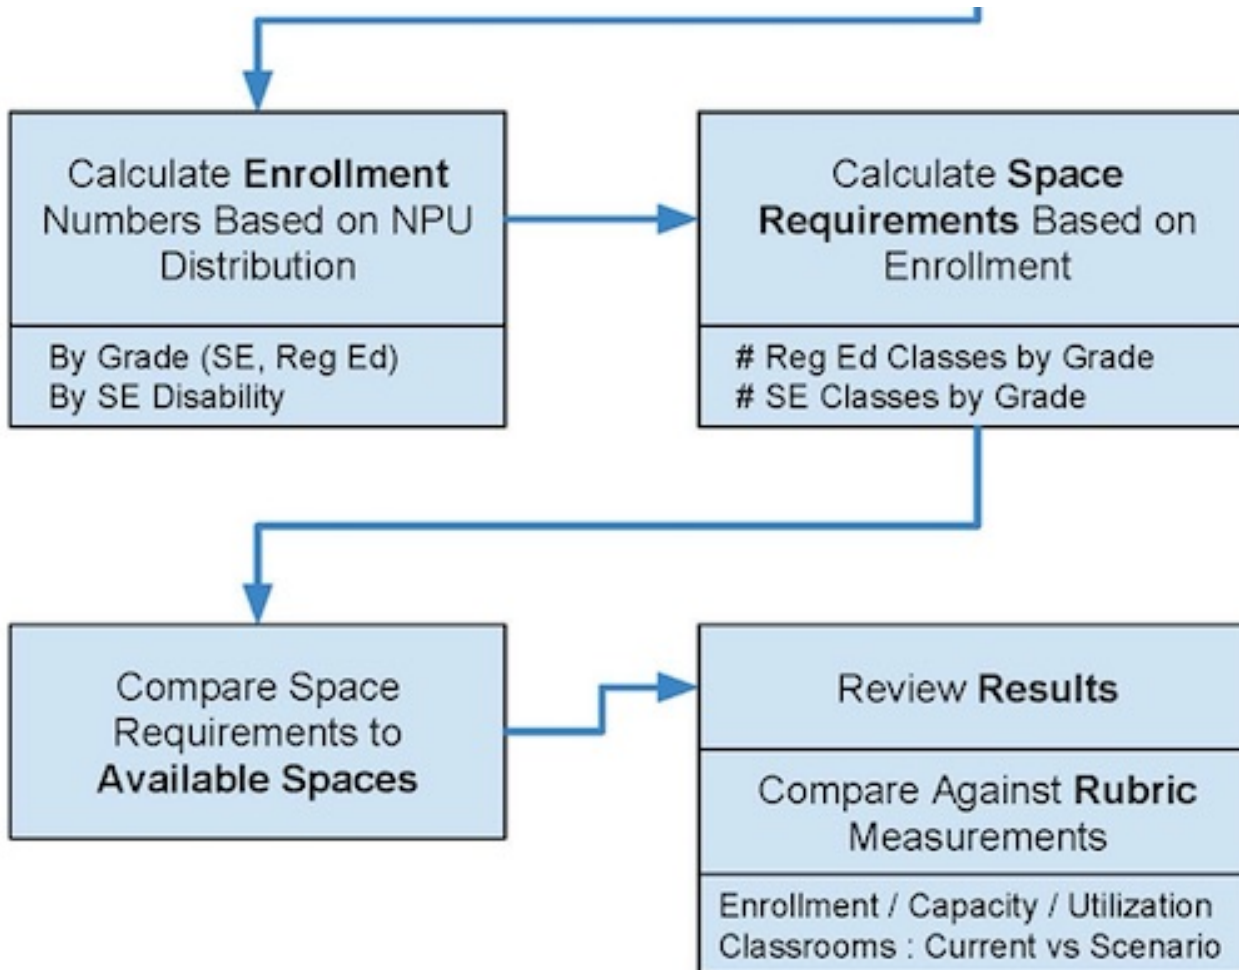 Calculate Enrollment
Numbers Based on NPU
Distribution
By Grade (SE, Reg Ed)
By SE Disability
Calculate Space
Requirements Based on
Enrollment
# Reg Ed Classes by Grade
# SE Classes by Grade
Compare Space
Requirements to
Available Spaces
Review Results
Compare Against Rubric
Measurements
Enrollment / Capacity / Utilization
Classrooms : Current vs Scenario